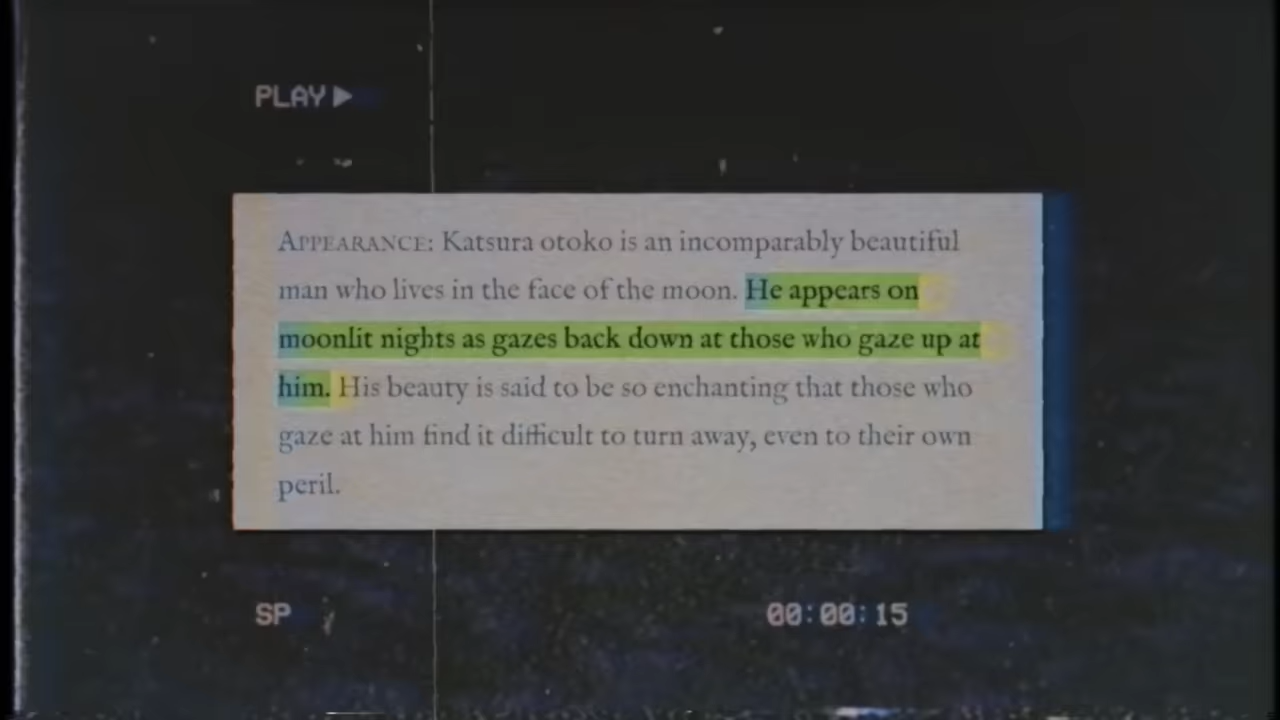 PLAY▶
APPEARANCE: Katsura otoko is an incomparably beautiful
man who lives in the face of the moon. He appears on
moonlit nights as gazes back down at those who gaze up at
him. His beauty is said to be so enchanting that those who
gaze at him find it difficult to turn away, even to their own
peril.
SP
00:00:15